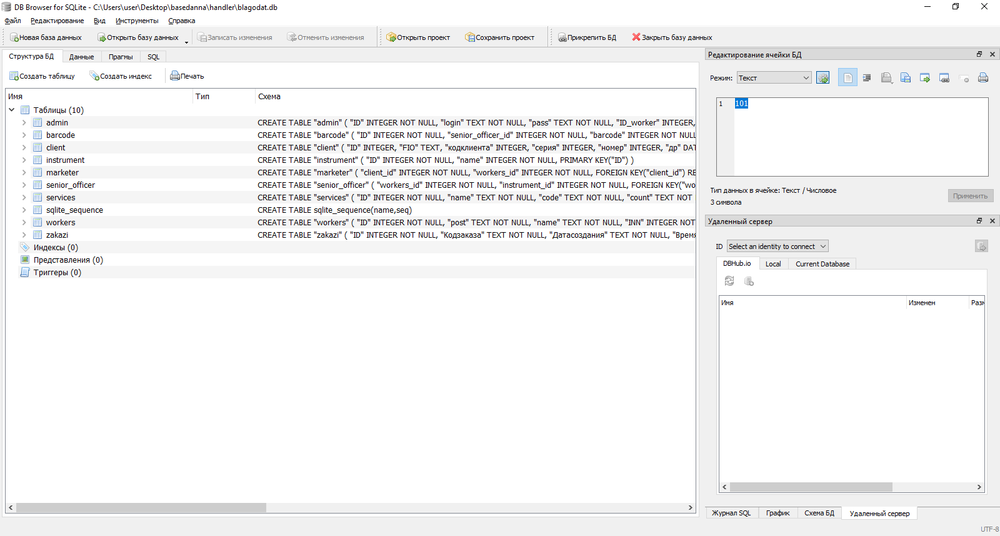 DB Browser for SQLite - C:\Users\user\Desktop\basedanna\handler\blagodat.db
Файл Редактирование Вид Инструменты Справка
Новая база данных Открыть базу данных Записать изменения Отменить изменения Открыть проект Сохранить проект Прикрепить БД Закрыть базу данных
Структура БД Данные Прагмы SQL
Создать таблицу Создать индекс Печать
Имя Тип Схема
Таблицы (10)
admin CREATE TABLE "admin" ( "ID" INTEGER NOT NULL, "login" TEXT NOT NULL, "pass" TEXT NOT NULL, "ID_worker" INTEGER,
barcode CREATE TABLE "barcode" ( "ID" INTEGER NOT NULL, "senior_officer_id" INTEGER NOT NULL, "barcode" INTEGER NOT NULL
client CREATE TABLE "client" ( "ID" INTEGER, "FIO" TEXT, "кодклиента" INTEGER, "серия" INTEGER, "номер" INTEGER, "др" DAT
instrument CREATE TABLE "instrument" ( "ID" INTEGER NOT NULL, "name" INTEGER NOT NULL, PRIMARY KEY("ID") )
marketer CREATE TABLE "marketer" ( "client_id" INTEGER NOT NULL, "workers_id" INTEGER NOT NULL, FOREIGN KEY("client_id") RE
senior_officer CREATE TABLE "senior_officer" ( "workers_id" INTEGER NOT NULL, "instrument_id" INTEGER NOT NULL, FOREIGN KEY("wo
services CREATE TABLE "services" ( "ID" INTEGER NOT NULL, "name" TEXT NOT NULL, "code" TEXT NOT NULL, "count" TEXT NOT
sqlite_sequence CREATE TABLE sqlite_sequence(name,seq)
workers CREATE TABLE "workers" ( "ID" INTEGER NOT NULL, "post" TEXT NOT NULL, "name" TEXT NOT NULL, "INN" INTEGER NOT
zakazi CREATE TABLE "zakazi" ( "ID" INTEGER NOT NULL, "Кодзаказа" TEXT NOT NULL, "Датасоздания" TEXT NOT NULL, "Время
Индексы (0)
Представления (0)
Триггеры (0)
Редактирование ячейки БД
Режим: Текст
1 101
Тип данных в ячейке: Текст / Числовое
3 символа
Применить
Удаленный сервер
ID Select an identity to connect
DBHub.io Local Current Database
Имя Изменен Разм
Журнал SQL График Схема БД Удаленный сервер
UTF-8